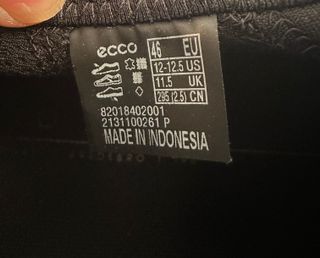 ecco
46 EU
12-12.5 US
11.5 UK
295 (2.5) CN
82018402001
2131100261 P
MADE IN INDONESIA